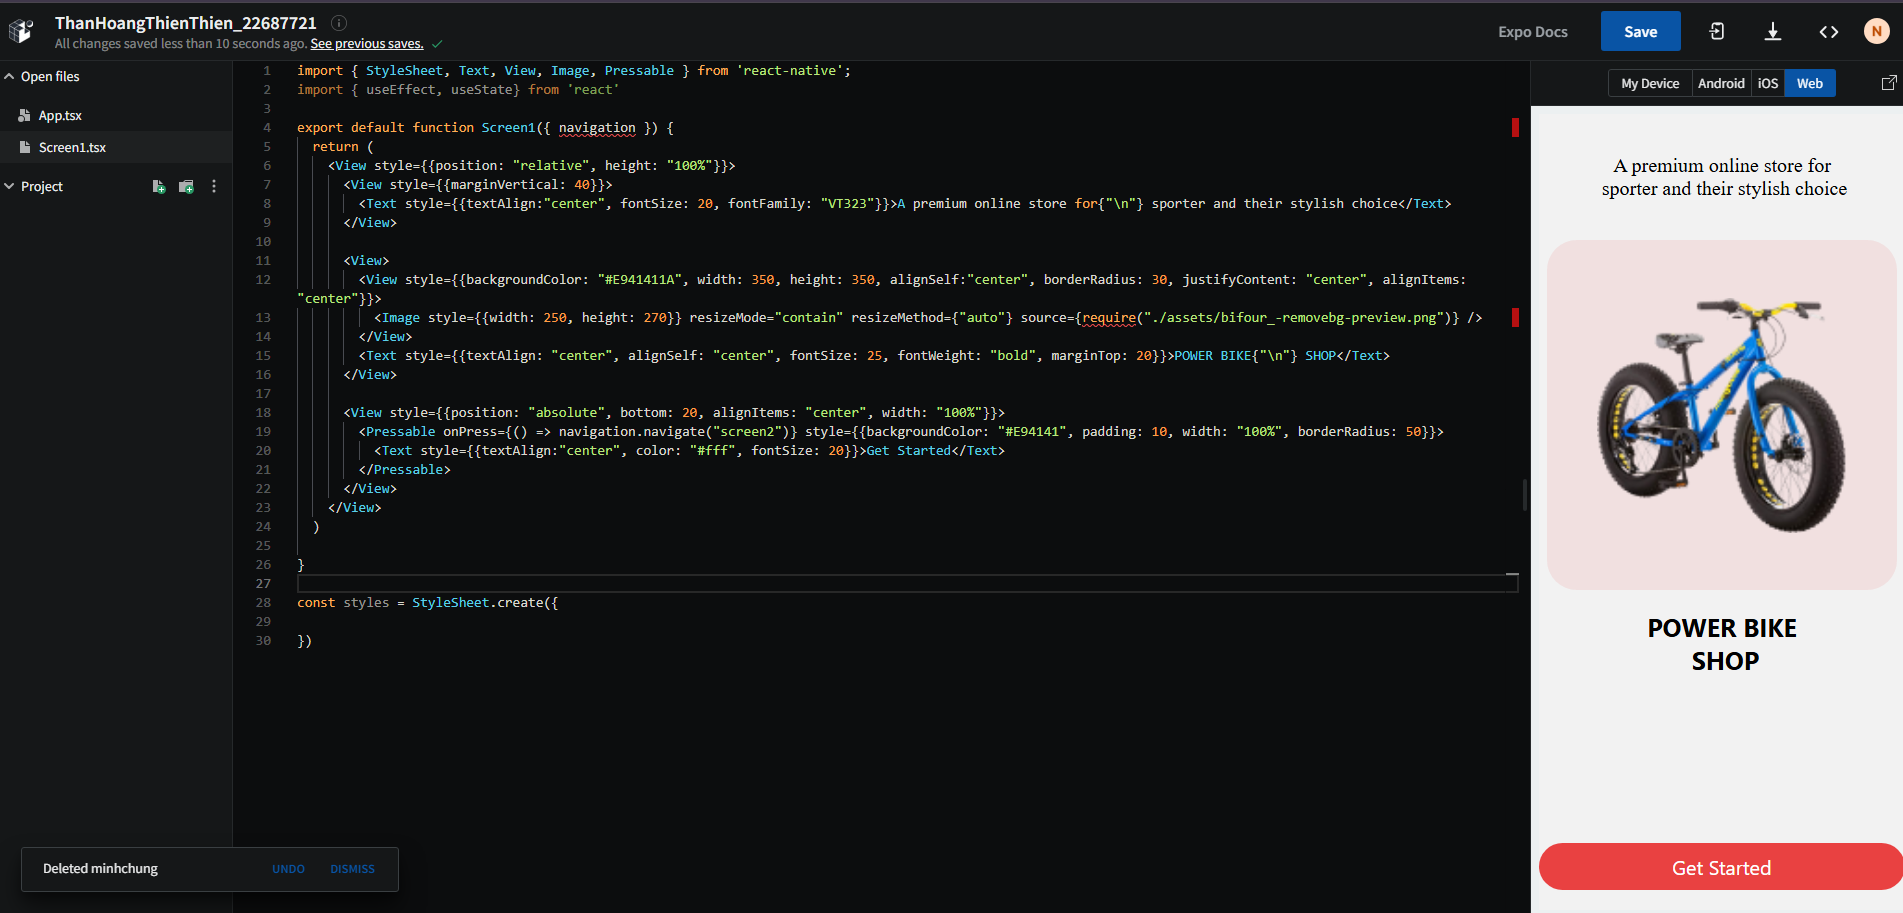 ThanHoangThienThien_22687721
All changes saved less than 10 seconds ago. See previous saves.
Expo Docs
Save
N
Open files
App.tsx
Screen1.tsx
Project
1 import { StyleSheet, Text, View, Image, Pressable } from 'react-native';
2 import { useEffect, useState} from 'react'
3
4 export default function Screen1({ navigation }) {
5 return (
6 <View style={{position: "relative", height: "100%"}}>
7 <View style={{marginVertical: 40}}>
8 <Text style={{textAlign:"center", fontSize: 20, fontFamily: "VT323"}}>A premium online store for{"\n"} sporter and their stylish choice</Text>
9 </View>
10
11 <View>
12 <View style={{backgroundColor: "#E941411A", width: 350, height: 350, alignSelf:"center", borderRadius: 30, justifyContent: "center", alignItems:
"center"}}>
13 <Image style={{width: 250, height: 270}} resizeMode="contain" resizeMethod={"auto"} source={require("./assets/bifour_-removebg-preview.png")} />
14 </View>
15 <Text style={{textAlign: "center", alignSelf: "center", fontSize: 25, fontWeight: "bold", marginTop: 20}}>POWER BIKE{"\n"} SHOP</Text>
16 </View>
17
18 <View style={{position: "absolute", bottom: 20, alignItems: "center", width: "100%"}}>
19 <Pressable onPress={() => navigation.navigate("screen2")} style={{backgroundColor: "#E94141", padding: 10, width: "100%", borderRadius: 50}}>
20 <Text style={{textAlign:"center", color: "#fff", fontSize: 20}}>Get Started</Text>
21 </Pressable>
22 </View>
23 </View>
24 )
25
26 }
27
28 const styles = StyleSheet.create({
29
30 })
My Device
Android
iOS
Web
A premium online store for
sporter and their stylish choice
POWER BIKE
SHOP
Get Started
Deleted minhchung
UNDO
DISMISS